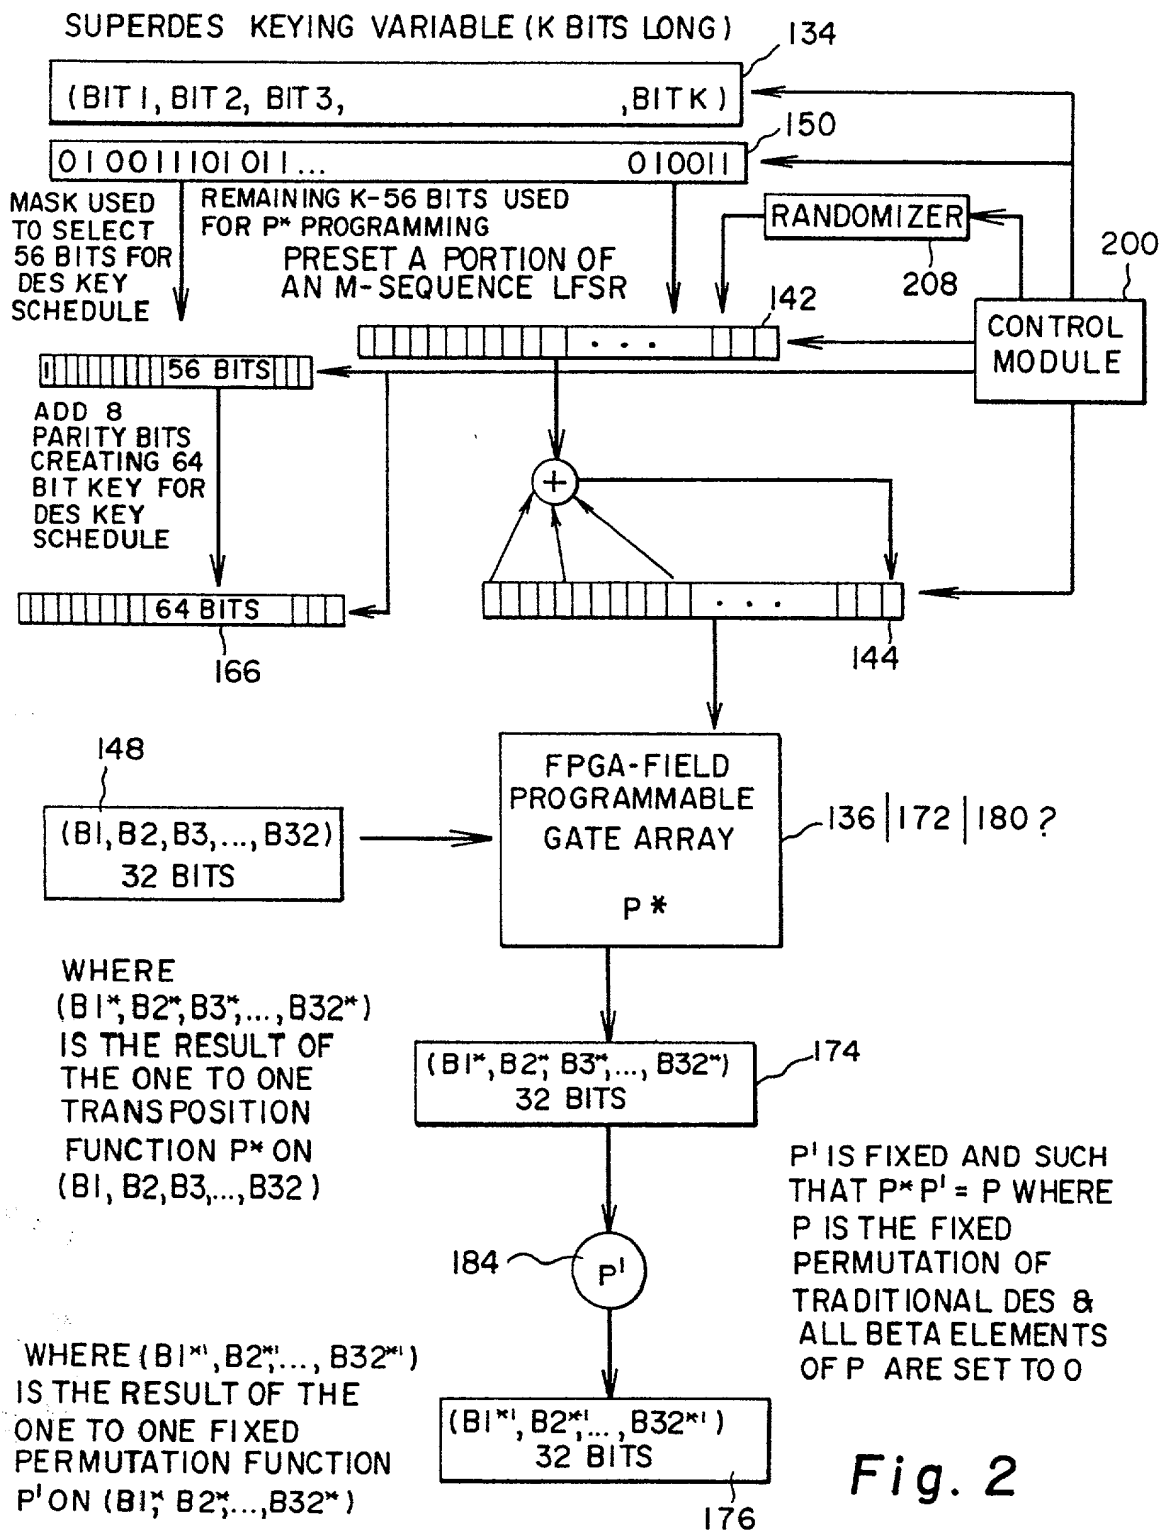 SUPERDES KEYING VARIABLE (K BITS LONG)
134
(BIT 1, BIT 2, BIT 3, ,BIT K)
150
010011101011... 010011
MASK USED
TO SELECT
56 BITS FOR
DES KEY
SCHEDULE
REMAINING K-56 BITS USED
FOR P* PROGRAMMING
PRESET A PORTION OF
AN M-SEQUENCE LFSR
RANDOMIZER
208
200
CONTROL
MODULE
142
. . .
56 BITS
ADD 8
PARITY BITS
CREATING 64
BIT KEY FOR
DES KEY
SCHEDULE
+
64 BITS
166
. . .
144
148
(B1, B2, B3, ..., B32)
32 BITS
FPGA-FIELD
PROGRAMMABLE
GATE ARRAY
P*
136|172|180?
WHERE
(B1*, B2*, B3*, ..., B32*)
IS THE RESULT OF
THE ONE TO ONE
TRANSPOSITION
FUNCTION P* ON
(B1, B2, B3, ..., B32)
(B1*, B2*, B3*, ..., B32*)
32 BITS
174
184
P'
P' IS FIXED AND SUCH
THAT P* P' = P WHERE
P IS THE FIXED
PERMUTATION OF
TRADITIONAL DES &
ALL BETA ELEMENTS
OF P ARE SET TO 0
WHERE (B1*', B2*', ..., B32*')
IS THE RESULT OF THE
ONE TO ONE FIXED
PERMUTATION FUNCTION
P' ON (B1*, B2*, ..., B32*)
(B1*', B2*', ..., B32*')
32 BITS
176
Fig. 2